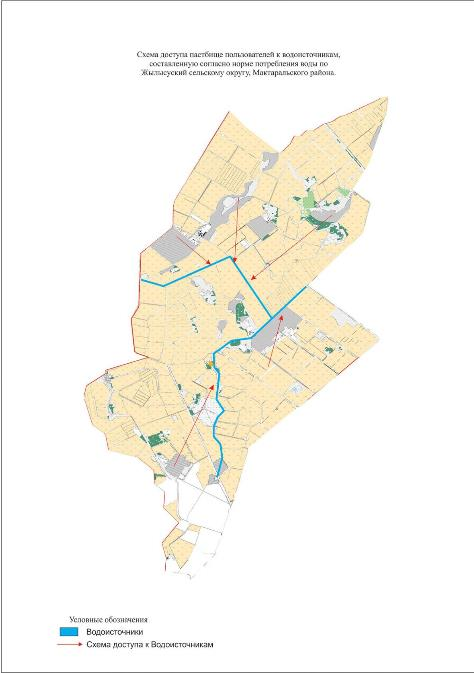 Схема доступа пастбище пользователей к водоисточникам,
составленную согласно норме потребления воды по
Жылысуский сельскому округу, Мактаральского района.
Условные обозначения
Водоисточники
Схема доступа к Водоисточникам